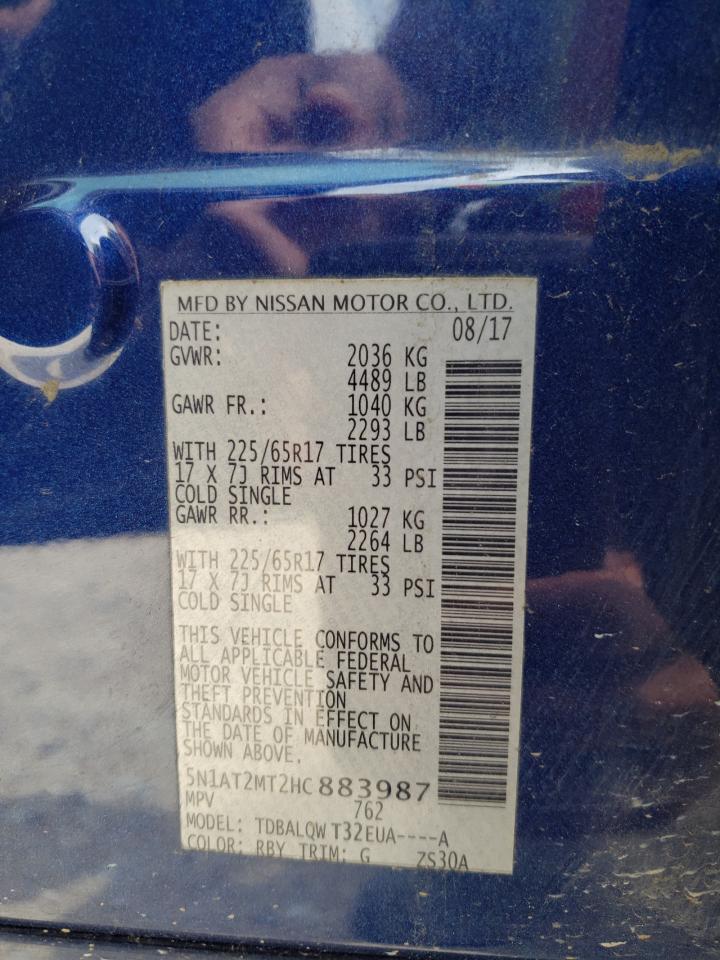 MFD BY NISSAN MOTOR CO., LTD.
DATE: 08/17
GVWR: 2036 KG
4489 LB
GAWR FR.: 1040 KG
2293 LB
WITH 225/65R17 TIRES
17 X 7J RIMS AT 33 PSI
COLD SINGLE
GAWR RR.: 1027 KG
2264 LB
WITH 225/65R17 TIRES
17 X 7J RIMS AT 33 PSI
COLD SINGLE
THIS VEHICLE CONFORMS TO
ALL APPLICABLE FEDERAL
MOTOR VEHICLE SAFETY AND
THEFT PREVENTION
STANDARDS IN EFFECT ON
THE DATE OF MANUFACTURE
SHOWN ABOVE.
5N1AT2MT2HC883987
MPV 762
MODEL: TDBALQW T32EUA----A
COLOR: RBY TRIM: G ZS30A